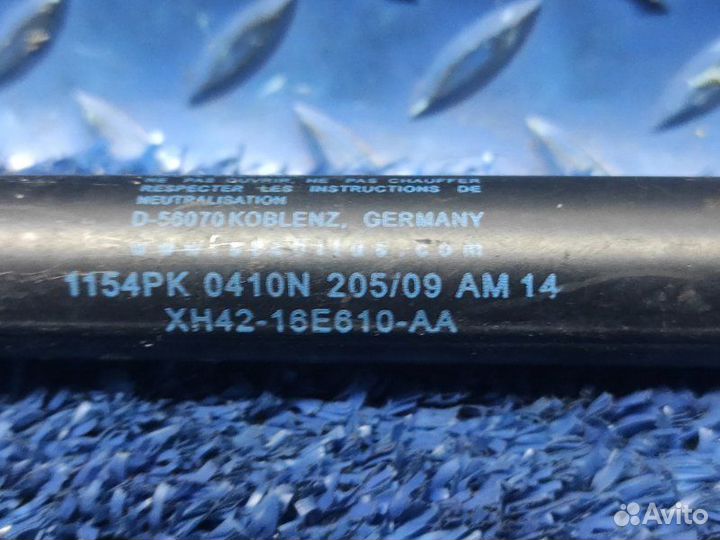 NE PAS OUVRIR. NE PAS CHAUFFER
RESPECTER LES INSTRUCTIONS DE
NEUTRALISATION
D-56070 KOBLENZ, GERMANY
1154PK 0410N 205/09 AM 14
XH42-16E610-AA
Avito